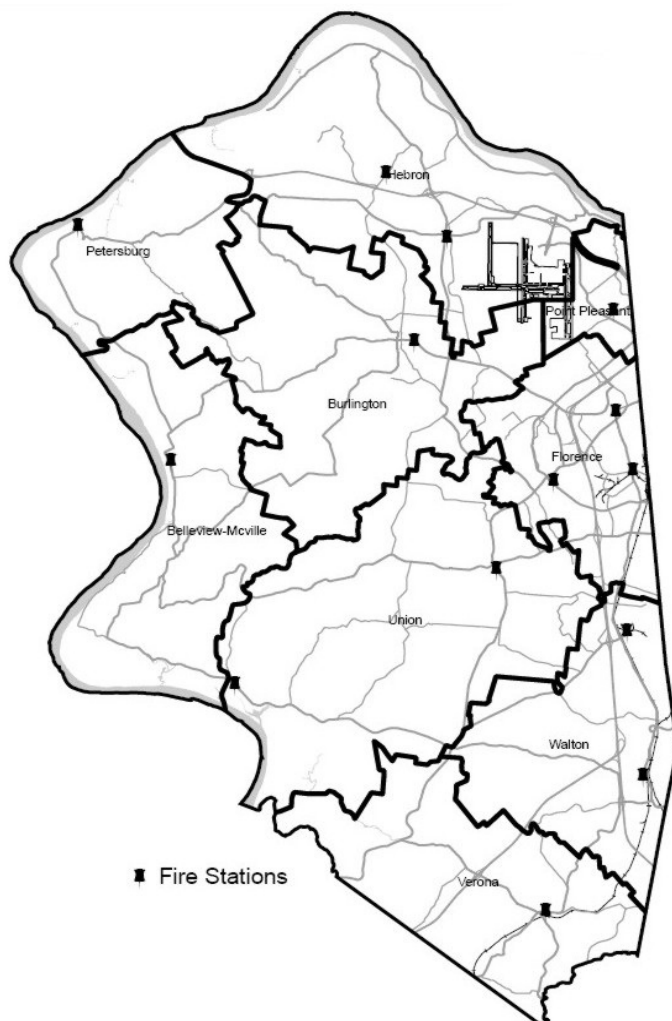 Hebron
Petersburg
Point Pleasant
Burlington
Florence
Belleview-Mcville
Union
Walton
Fire Stations
Verona